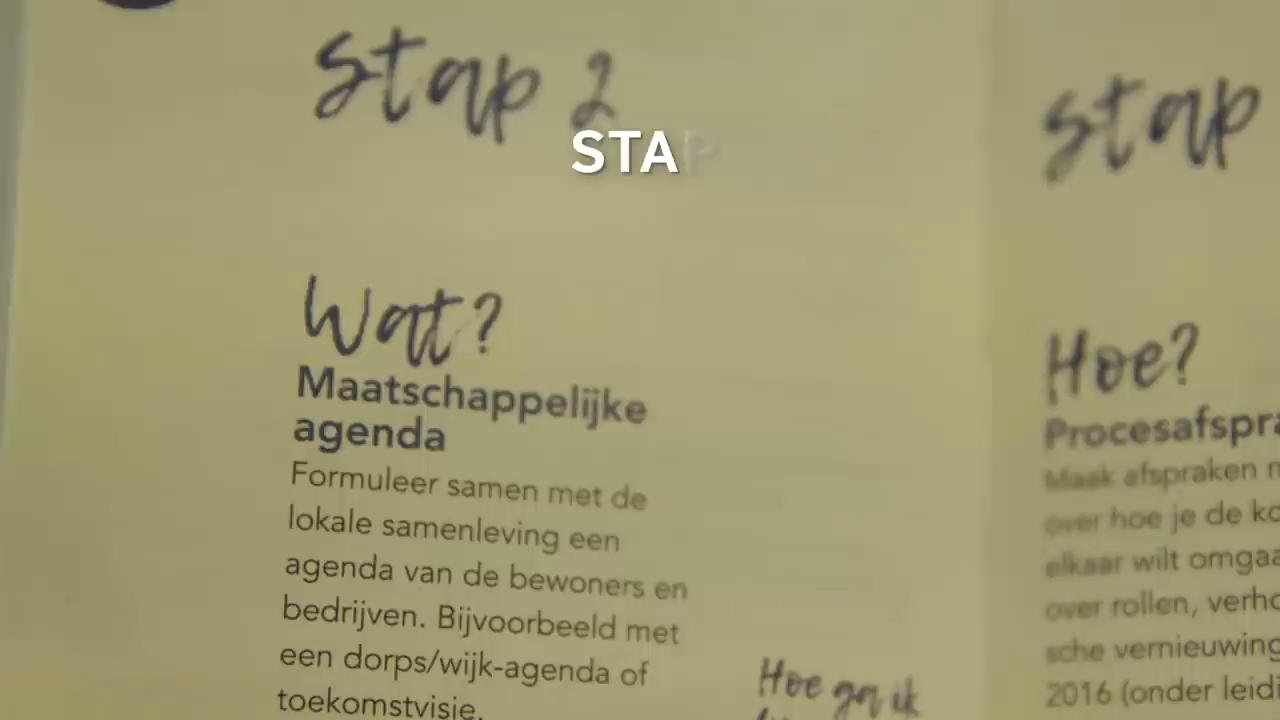 stap 2
STAP
Wat?
Maatschappelijke
agenda
Formuleer samen met de
lokale samenleving een
agenda van de bewoners en
bedrijven. Bijvoorbeeld met
een dorps/wijk-agenda of
toekomstvisie.
Hoe ga ik
stap
Hoe?
Procesafspra
Maak afspraken
over hoe je de
elkaar wilt omgaa
over rollen, verho
sche vernieuwing
2016 (onder leidi